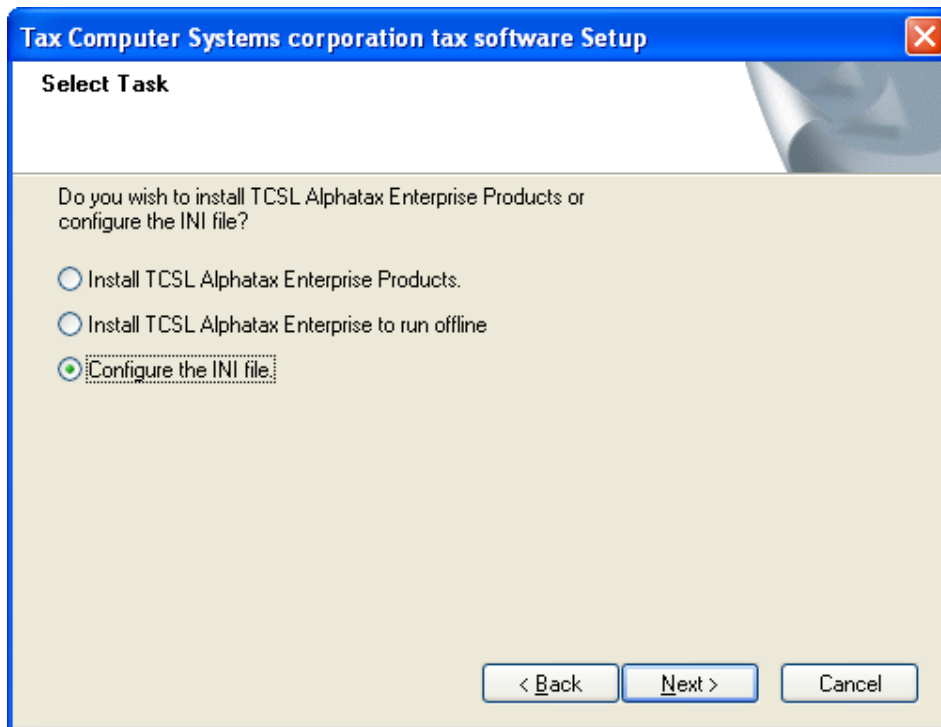 Tax Computer Systems corporation tax software Setup
Select Task
Do you wish to install TCSL Alphatax Enterprise Products or
configure the INI file?
Install TCSL Alphatax Enterprise Products.
Install TCSL Alphatax Enterprise to run offline
Configure the INI file.
< Back
Next >
Cancel